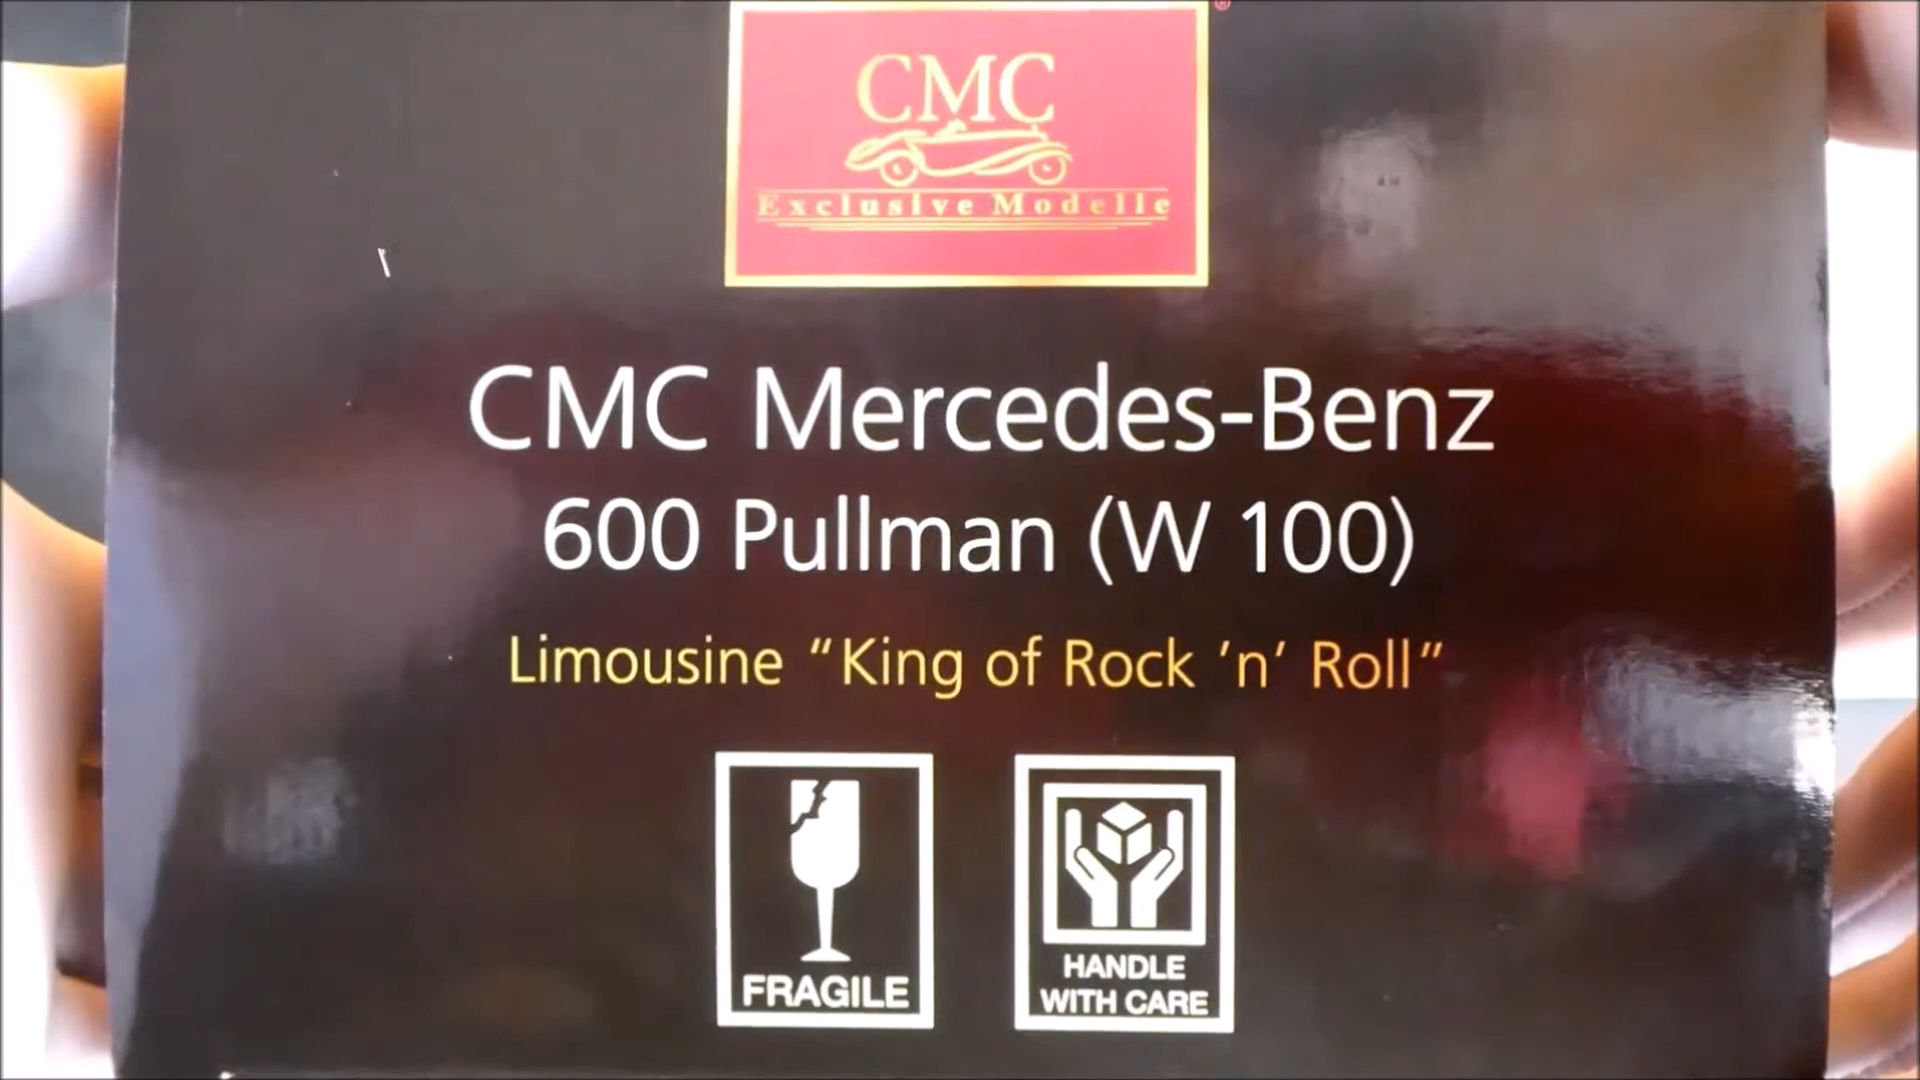 ®
CMC
Exclusive Modelle
CMC Mercedes-Benz
600 Pullman (W 100)
Limousine “King of Rock ’n’ Roll”
FRAGILE
HANDLE
WITH CARE